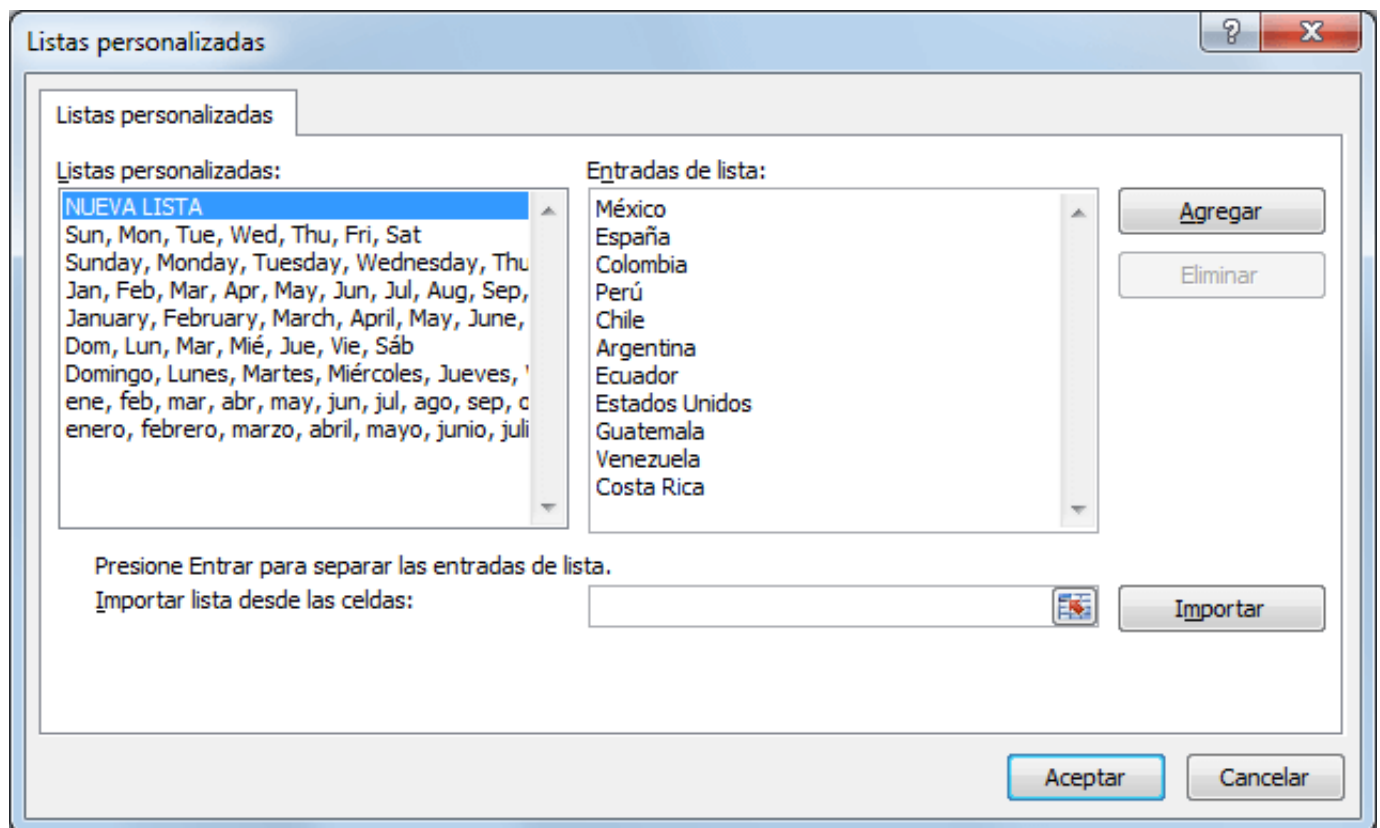 Listas personalizadas
Listas personalizadas
Listas personalizadas:
NUEVA LISTA
Sun, Mon, Tue, Wed, Thu, Fri, Sat
Sunday, Monday, Tuesday, Wednesday, Thu
Jan, Feb, Mar, Apr, May, Jun, Jul, Aug, Sep,
January, February, March, April, May, June,
Dom, Lun, Mar, Mié, Jue, Vie, Sáb
Domingo, Lunes, Martes, Miércoles, Jueves,
ene, feb, mar, abr, may, jun, jul, ago, sep, o
enero, febrero, marzo, abril, mayo, junio, juli
Entradas de lista:
México
España
Colombia
Perú
Chile
Argentina
Ecuador
Estados Unidos
Guatemala
Venezuela
Costa Rica
Agregar
Eliminar
Presione Entrar para separar las entradas de lista.
Importar lista desde las celdas:
Importar
Aceptar
Cancelar